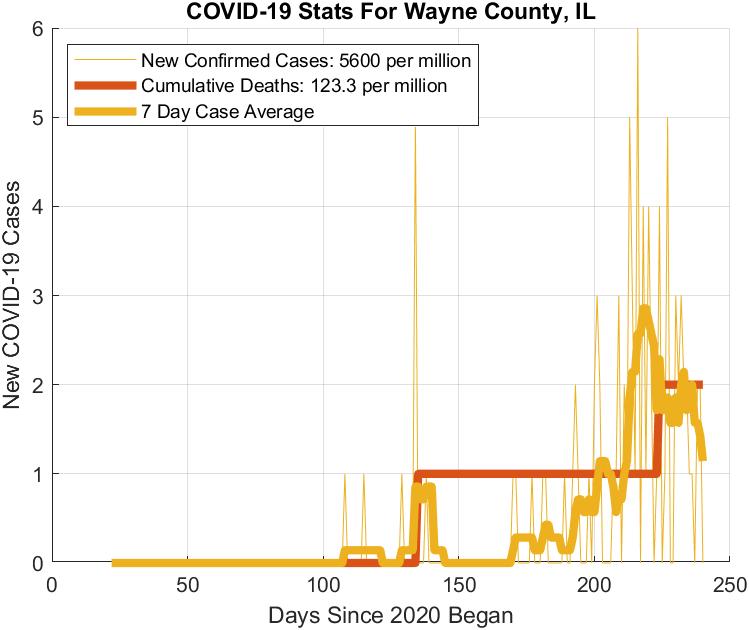 COVID-19 Stats For Wayne County, IL
New Confirmed Cases: 5600 per million
Cumulative Deaths: 123.3 per million
7 Day Case Average
New COVID-19 Cases
6
5
4
3
2
1
0
0 50 100 150 200 250
Days Since 2020 Began